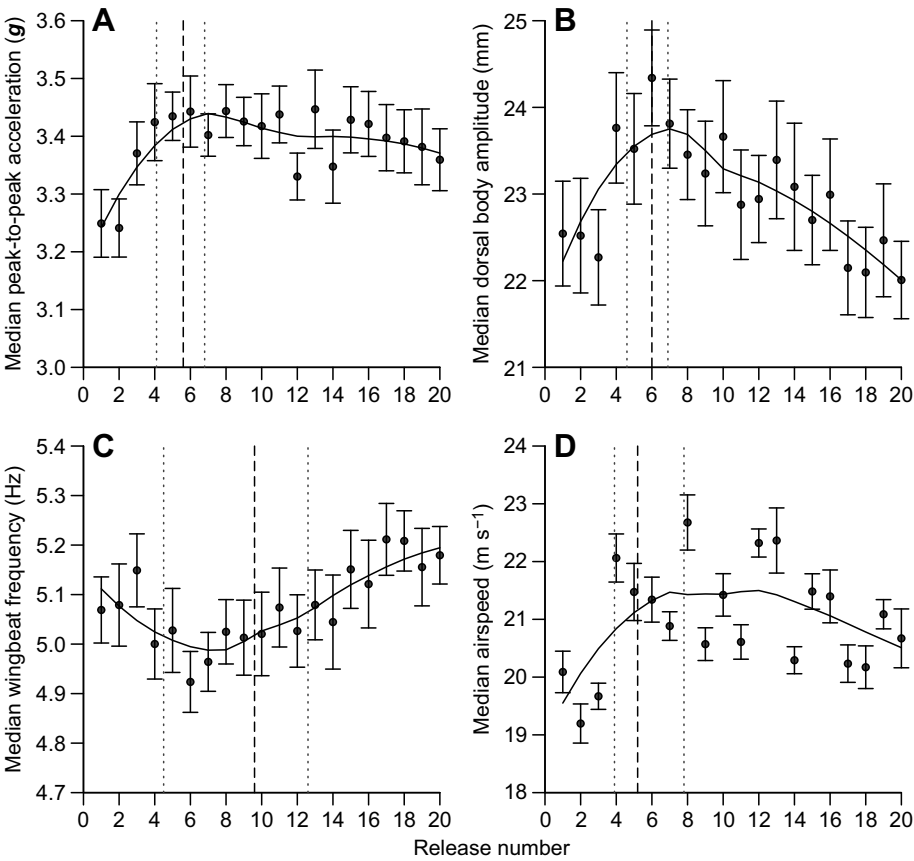 A
Median peak-to-peak acceleration (g)
3.6
3.5
3.4
3.3
3.2
3.1
3.0
0 2 4 6 8 10 12 14 16 18 20
B
Median dorsal body amplitude (mm)
25
24
23
22
21
0 2 4 6 8 10 12 14 16 18 20
C
Median wingbeat frequency (Hz)
5.4
5.3
5.2
5.1
5.0
4.9
4.8
4.7
0 2 4 6 8 10 12 14 16 18 20
D
Median airspeed (m s⁻¹)
24
23
22
21
20
19
18
0 2 4 6 8 10 12 14 16 18 20
Release number